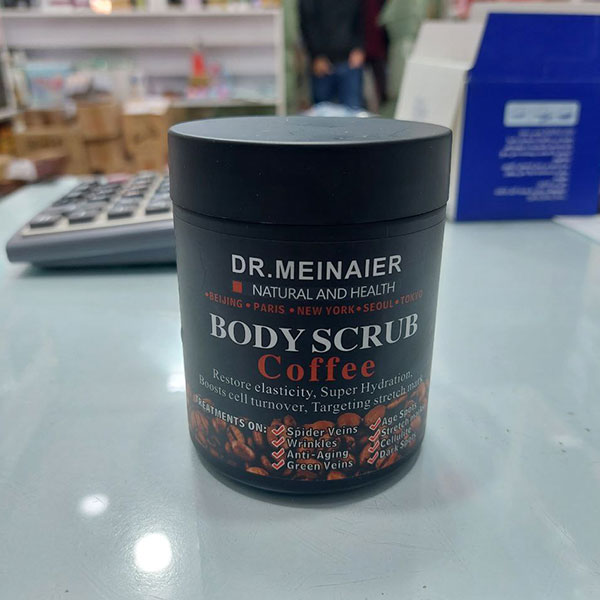 DR.MEINAIER
NATURAL AND HEALTH
•BEIJING • PARIS • NEW YORK • SEOUL • TOKYO
BODY SCRUB
Coffee
Restore elasticity, Super Hydration,
Boosts cell turnover, Targeting stretch mark
TREATMENTS ON:
Spider Veins
Wrinkles
Anti-Aging
Green Veins
Age Spots
Stretch
Cellulite
Dark Spots